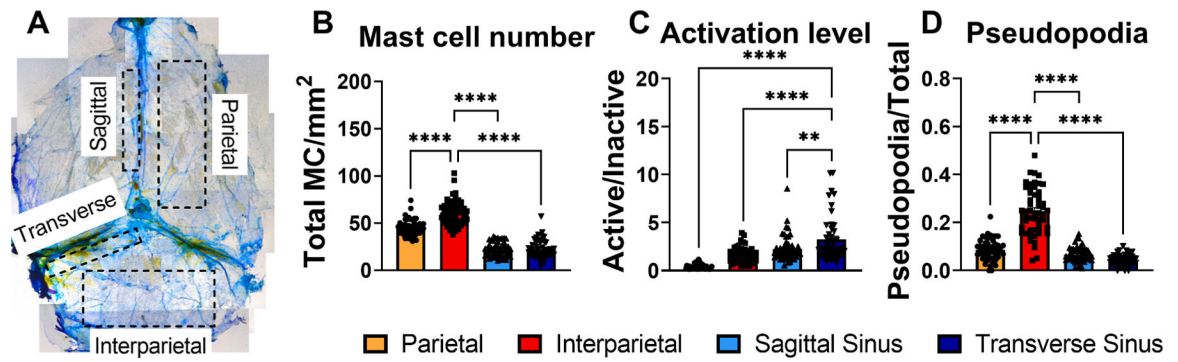 A
Sagittal
Parietal
Transverse
Interparietal
B
Mast cell number
Total MC/mm²
200
150
100
50
0
****
****
****
C
Activation level
Active/Inactive
20
15
10
5
0
****
****
**
D
Pseudopodia
Pseudopodia/Total
0.8
0.6
0.4
0.2
0.0
****
****
****
Parietal
Interparietal
Sagittal Sinus
Transverse Sinus